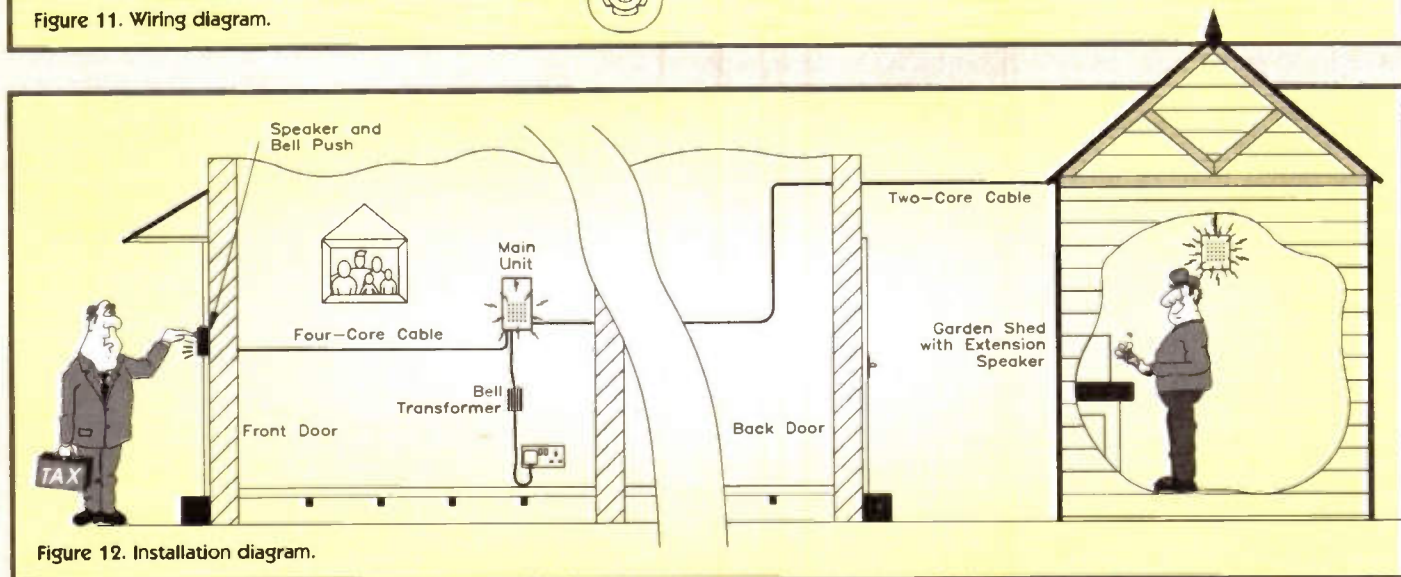 Figure 11. Wiring diagram.
Speaker and
Bell Push
Main
Unit
Two-Core Cable
Four-Core Cable
Garden Shed
with Extension
Speaker
Bell
Transformer
Front Door
Back Door
TAX
Figure 12. Installation diagram.